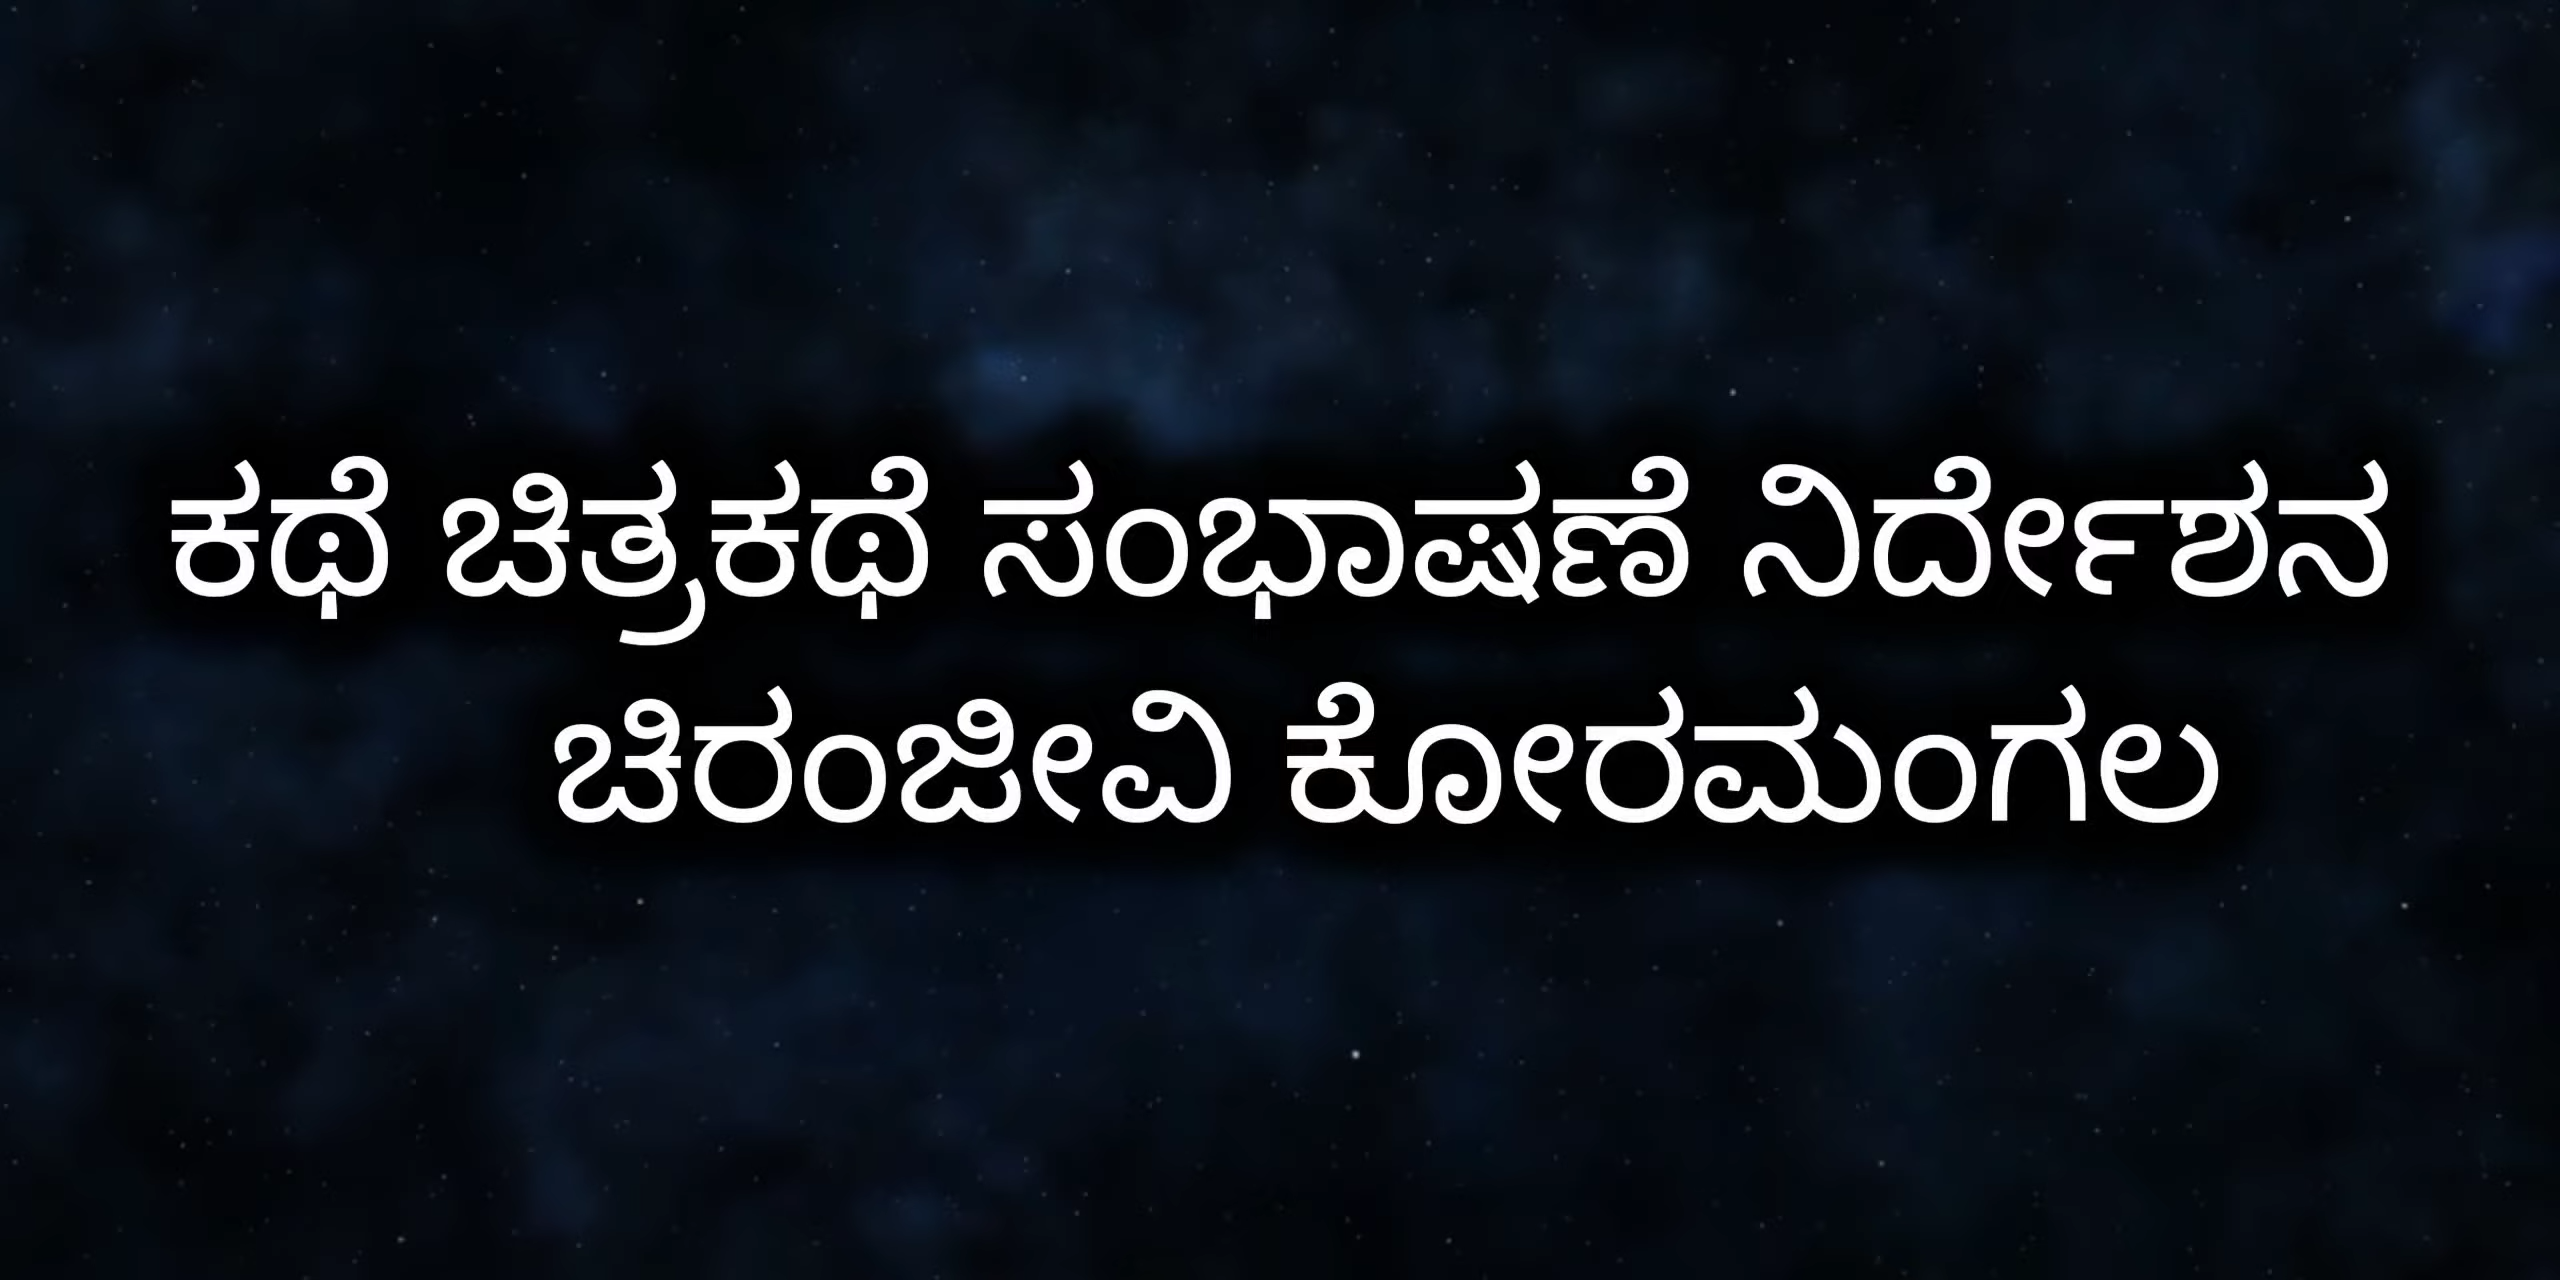 ಕಥೆ ಚಿತ್ರಕಥೆ ಸಂಭಾಷಣೆ ನಿರ್ದೇಶನ
ಚಿರಂಜೀವಿ ಕೋರಮಂಗಲ